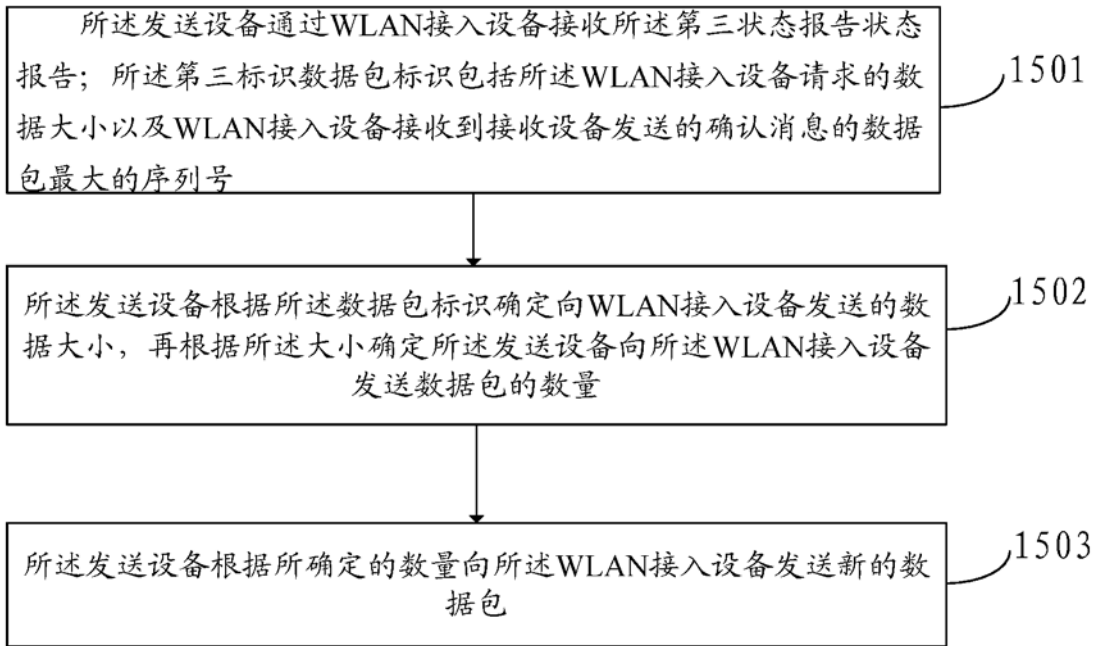 所述发送设备通过WLAN接入设备接收所述第三状态报告状态
报告；所述第三标识数据包标识包括所述WLAN接入设备请求的数
据大小以及WLAN接入设备接收到接收设备发送的确认消息的数据
包最大的序列号
1501
所述发送设备根据所述数据包标识确定向WLAN接入设备发送的数
据大小，再根据所述大小确定所述发送设备向所述WLAN接入设备
发送数据包的数量
1502
所述发送设备根据所确定的数量向所述WLAN接入设备发送新的数
据包
1503